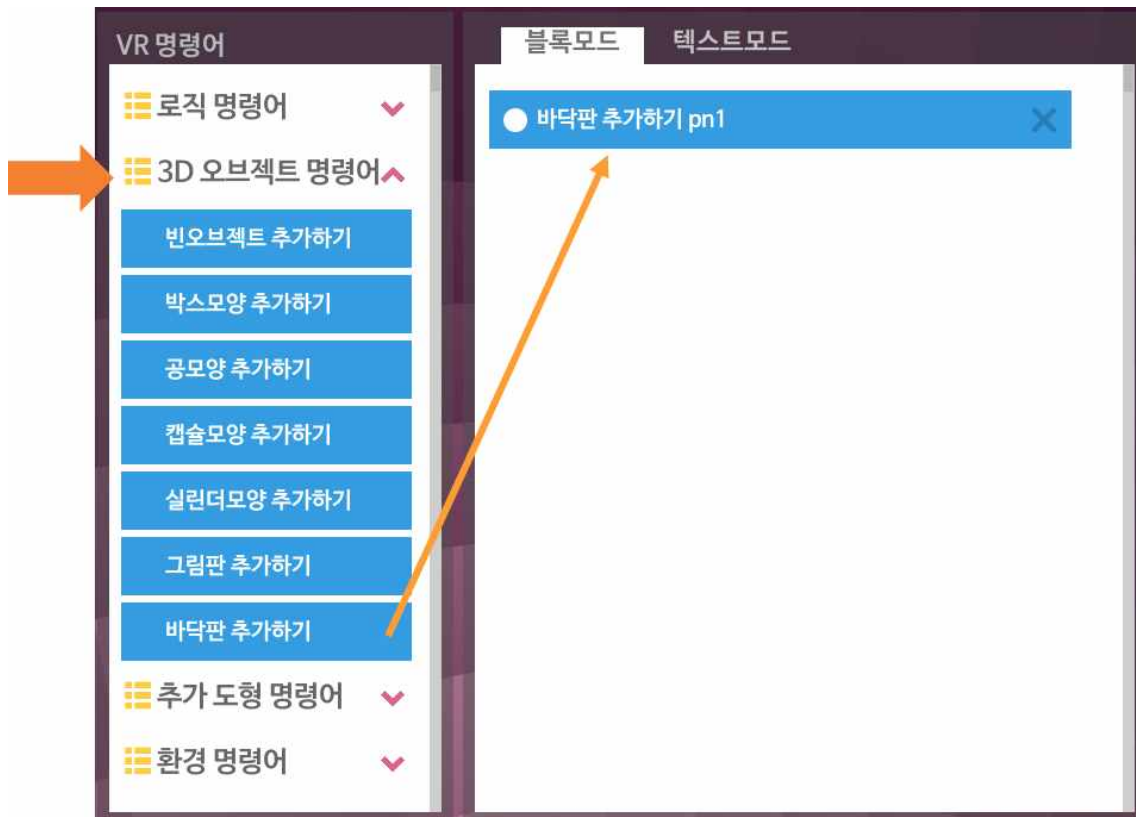 VR 명령어
로직 명령어
3D 오브젝트 명령어
빈오브젝트 추가하기
박스모양 추가하기
공모양 추가하기
캡슐모양 추가하기
실린더모양 추가하기
그림판 추가하기
바닥판 추가하기
추가 도형 명령어
환경 명령어
블록모드 텍스트모드
바닥판 추가하기 pn1